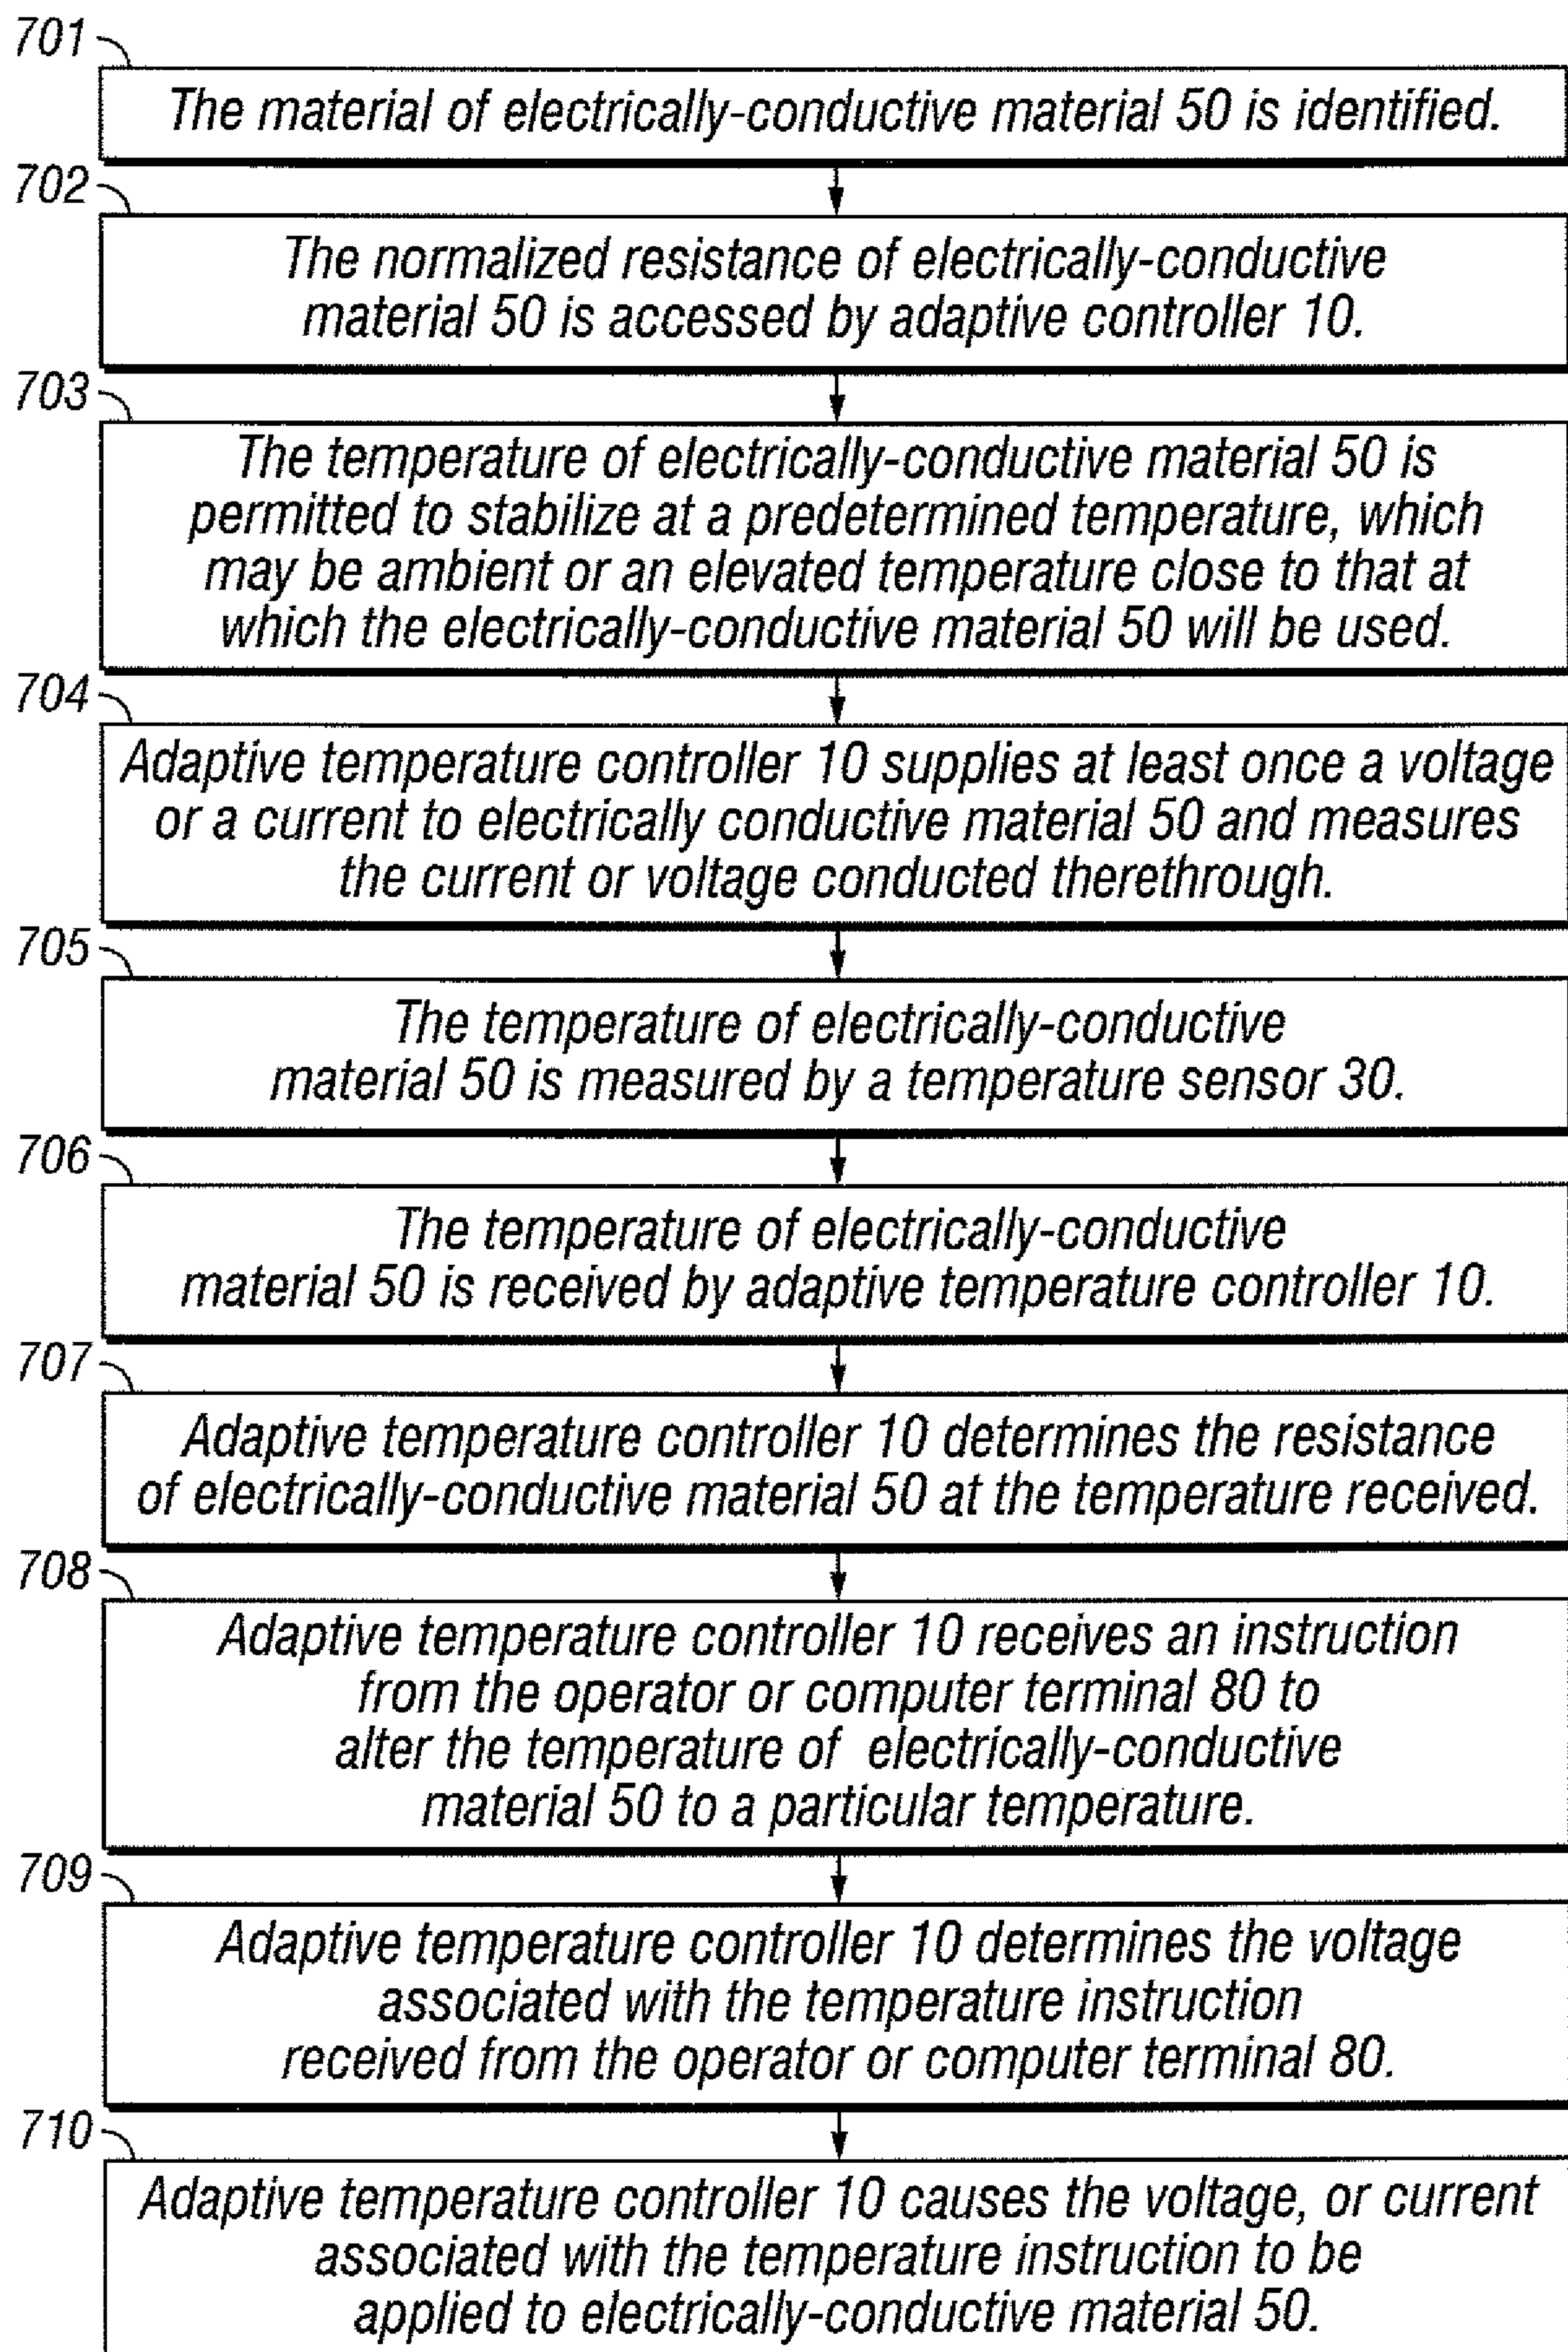 701
The material of electrically-conductive material 50 is identified.
702
The normalized resistance of electrically-conductive
material 50 is accessed by adaptive controller 10.
703
The temperature of electrically-conductive material 50 is
permitted to stabilize at a predetermined temperature, which
may be ambient or an elevated temperature close to that at
which the electrically-conductive material 50 will be used.
704
Adaptive temperature controller 10 supplies at least once a voltage
or a current to electrically conductive material 50 and measures
the current or voltage conducted therethrough.
705
The temperature of electrically-conductive
material 50 is measured by a temperature sensor 30.
706
The temperature of electrically-conductive
material 50 is received by adaptive temperature controller 10.
707
Adaptive temperature controller 10 determines the resistance
of electrically-conductive material 50 at the temperature received.
708
Adaptive temperature controller 10 receives an instruction
from the operator or computer terminal 80 to
alter the temperature of electrically-conductive
material 50 to a particular temperature.
709
Adaptive temperature controller 10 determines the voltage
associated with the temperature instruction
received from the operator or computer terminal 80.
710
Adaptive temperature controller 10 causes the voltage, or current
associated with the temperature instruction to be
applied to electrically-conductive material 50.